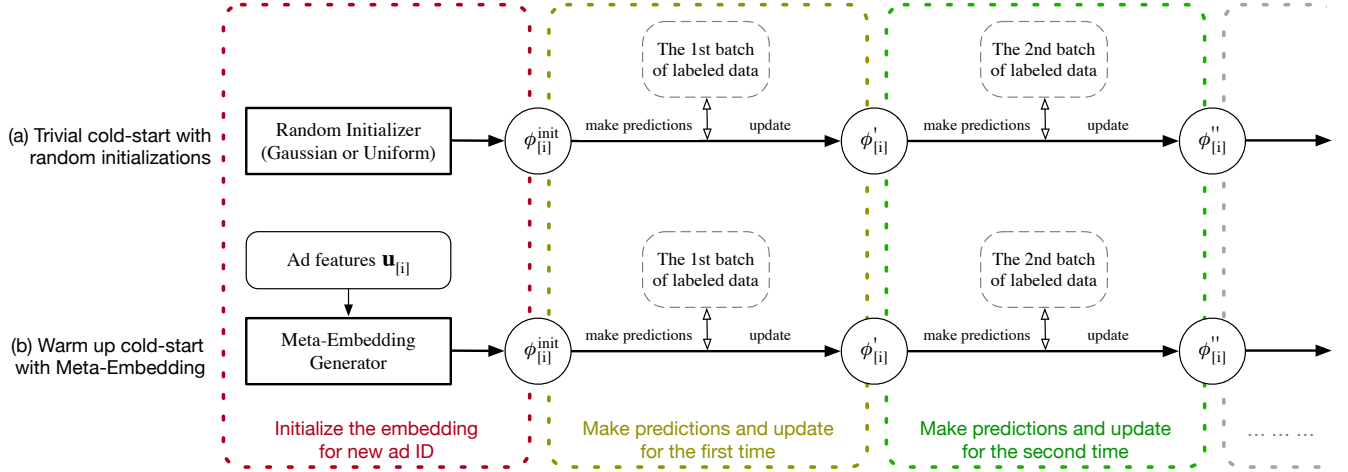 The 1st batch
of labeled data
The 2nd batch
of labeled data
(a) Trivial cold-start with
random initializations
Random Initializer
(Gaussian or Uniform)
ϕ[i]^init
make predictions
update
ϕ[i]'
make predictions
update
ϕ[i]''
Ad features u[i]
The 1st batch
of labeled data
The 2nd batch
of labeled data
(b) Warm up cold-start
with Meta-Embedding
Meta-Embedding
Generator
ϕ[i]^init
make predictions
update
ϕ[i]'
make predictions
update
ϕ[i]''
Initialize the embedding
for new ad ID
Make predictions and update
for the first time
Make predictions and update
for the second time
... ... ...